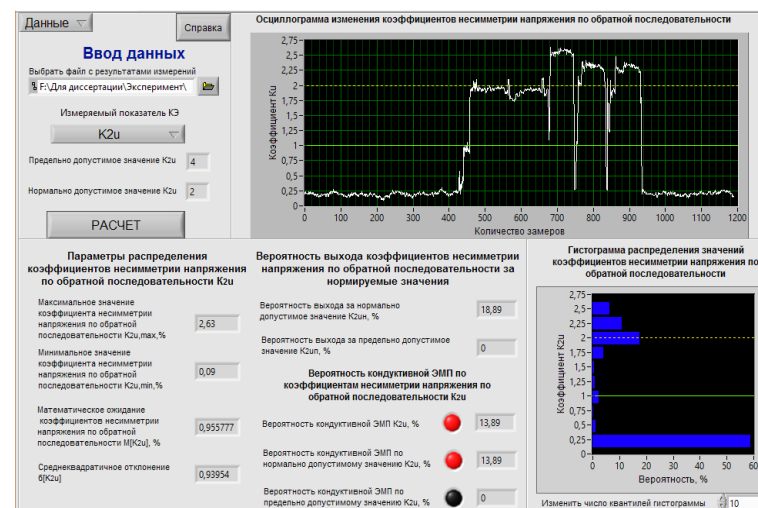 Данные
Справка
Ввод данных
Выбрать файл с результатами измерений
F:\Для диссертации\Эксперимент\
Измеряемый показатель КЭ
K2u
Предельно допустимое значение K2u 4
Нормально допустимое значение K2u 2
РАСЧЕТ
Осциллограмма изменения коэффициентов несимметрии напряжения по обратной последовательности
Коэффициент Ku
2,75
2,5
2,25
2
1,75
1,5
1,25
1
0,75
0,5
0,25
0
0 100 200 300 400 500 600 700 800 900 1000 1100 1200
Количество замеров
Параметры распределения
коэффициентов несимметрии напряжения
по обратной последовательности K2u
Максимальное значение
коэффициента несимметрии
напряжения по обратной
последовательности K2u,max,%
2,63
Минимальное значение
коэффициента несимметрии
напряжения по обратной
последовательности K2u,min,%
0,09
Математическое ожидание
коэффициентов несимметрии
напряжения по обратной
последовательности M[K2u], %
0,955777
Среднеквадратичное отклонение
б[K2u]
0,93954
Вероятность выхода коэффициентов несимметрии
напряжения по обратной последовательности за
нормируемые значения
Вероятность выхода за нормально
допустимое значение K2uн, %
18,89
Вероятность выхода за предельно допустимое
значение K2uп, %
0
Вероятность кондуктивной ЭМП по
коэффициентам несимметрии напряжения по
обратной последовательности K2u
Вероятность кондуктивной ЭМП K2u, %
13,89
Вероятность кондуктивной ЭМП по
нормально допустимому значению K2u, %
13,89
Вероятность кондуктивной ЭМП по
предельно допустимому значению K2u, %
0
Гистограмма распределения значений
коэффициентов несимметрии напряжения по
обратной последовательности
Коэффициент K2u
2,75
2,5
2,25
2
1,75
1,5
1,25
1
0,75
0,5
0,25
0
0 10 20 30 40 50 60
Вероятность, %
Изменить число квантилей гистограммы 10